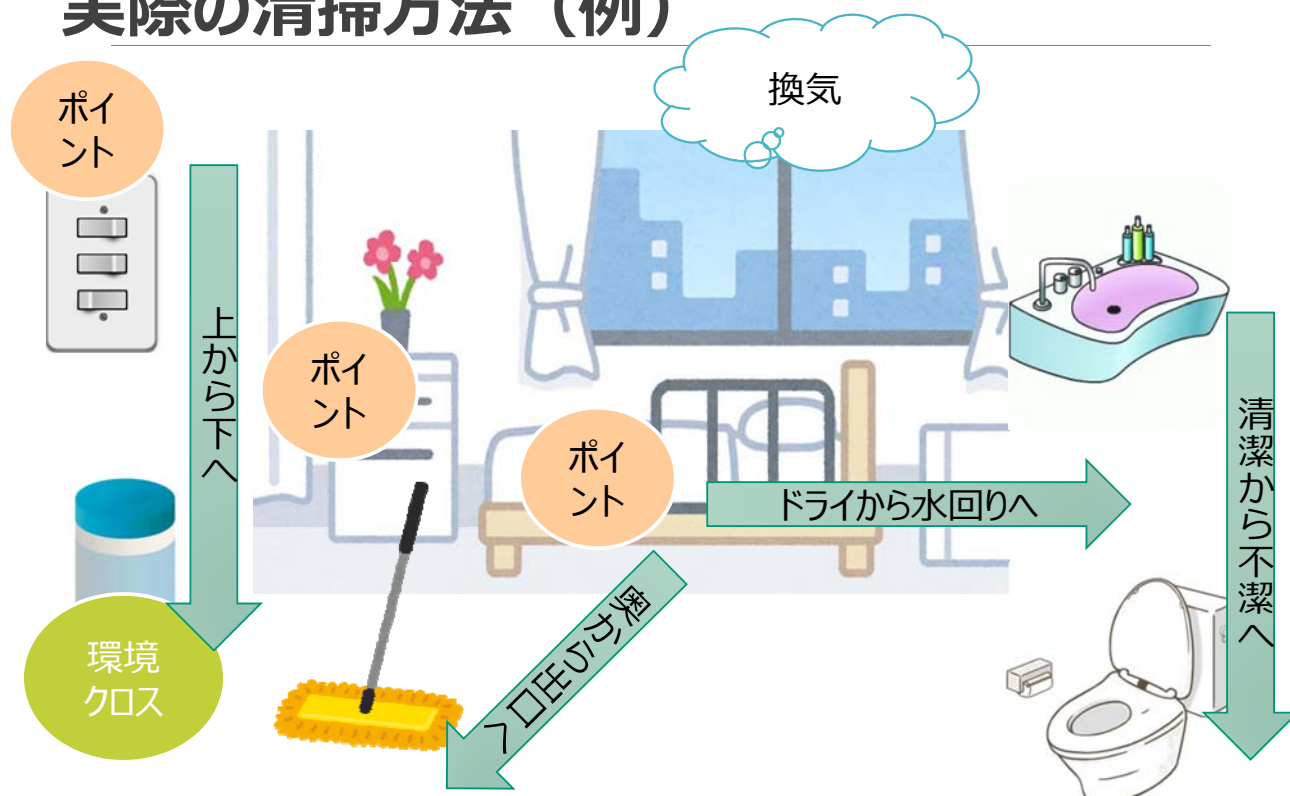 実際の清掃方法（例）
換気
ポイ
ント
上から下へ
ポイ
ント
ポイ
ント
ドライから水回りへ
清潔から不潔へ
奥から出口へ
環境
クロス